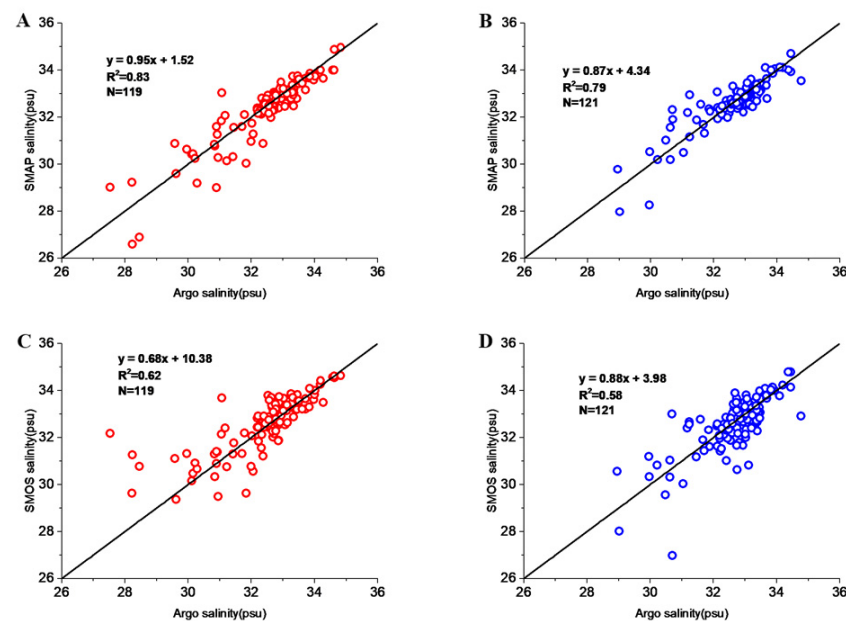 A
y = 0.95x + 1.52
R²=0.83
N=119
SMAP salinity(psu)
36
34
32
30
28
26
26 28 30 32 34 36
Argo salinity(psu)
B
y = 0.87x + 4.34
R²=0.79
N=121
SMAP salinity(psu)
36
34
32
30
28
26
26 28 30 32 34 36
Argo salinity(psu)
C
y = 0.68x + 10.38
R²=0.62
N=119
SMOS salinity(psu)
36
34
32
30
28
26
26 28 30 32 34 36
Argo salinity(psu)
D
y = 0.88x + 3.98
R²=0.58
N=121
SMOS salinity(psu)
36
34
32
30
28
26
26 28 30 32 34 36
Argo salinity(psu)